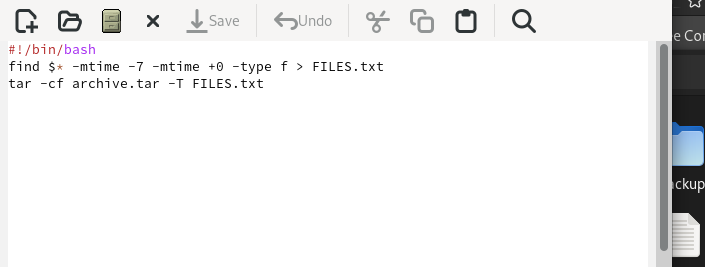 Save Undo
#!/bin/bash
find $* -mtime -7 -mtime +0 -type f > FILES.txt
tar -cf archive.tar -T FILES.txt
e Con
ackup